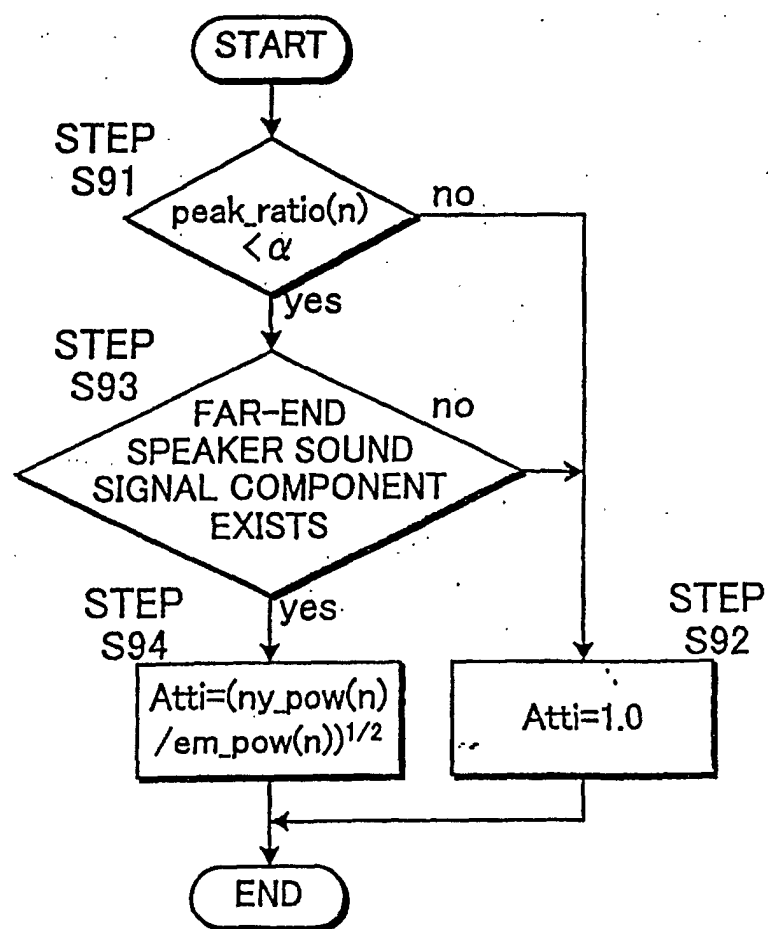 START
STEP
S91
peak_ratio(n)
<α
no
yes
STEP
S93
FAR-END
SPEAKER SOUND
SIGNAL COMPONENT
EXISTS
no
yes
STEP
S94
Atti=(ny_pow(n)
/em_pow(n))^1/2
STEP
S92
Atti=1.0
END